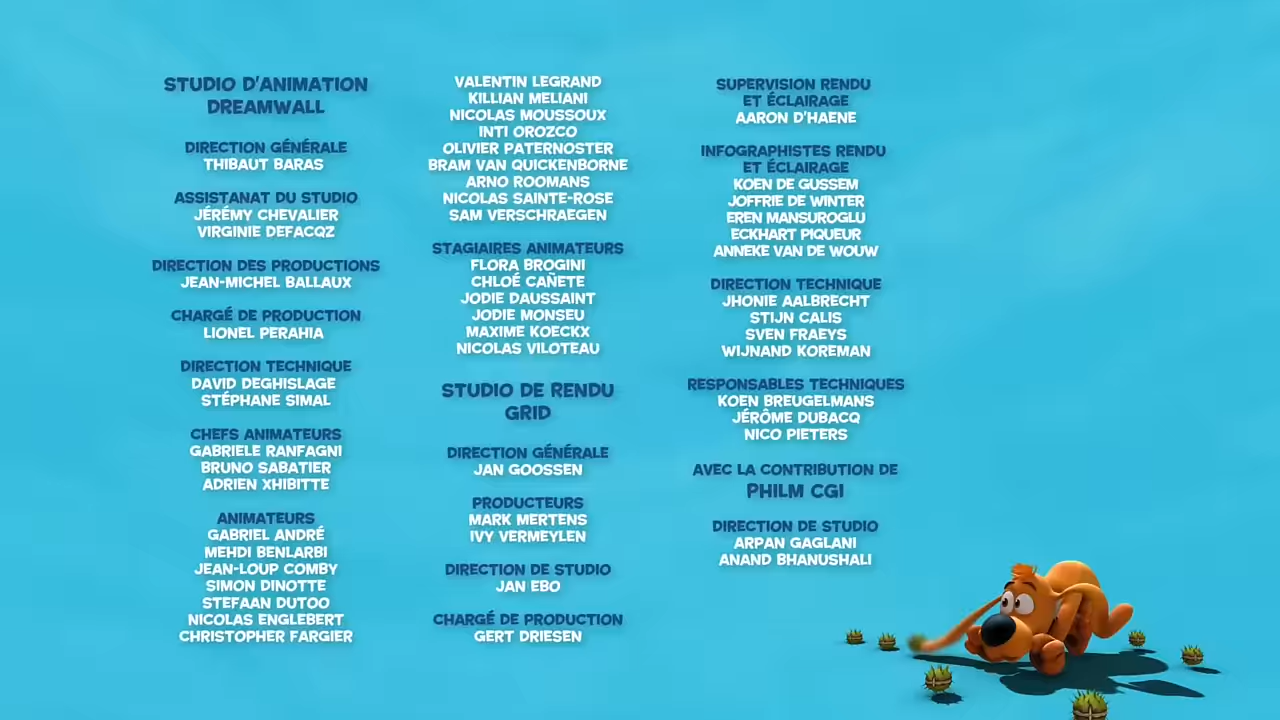 STUDIO D'ANIMATION
DREAMWALL
DIRECTION GÉNÉRALE
THIBAUT BARAS
ASSISTANAT DU STUDIO
JÉRÉMY CHEVALIER
VIRGINIE DEFACQZ
DIRECTION DES PRODUCTIONS
JEAN-MICHEL BALLAUX
CHARGÉ DE PRODUCTION
LIONEL PERAHIA
DIRECTION TECHNIQUE
DAVID DEGHISLAGE
STÉPHANE SIMAL
CHEFS ANIMATEURS
GABRIELE RANFAGNI
BRUNO SABATIER
ADRIEN XHIBITTE
ANIMATEURS
GABRIEL ANDRÉ
MEHDI BENLARBI
JEAN-LOUP COMBY
SIMON DINOTTE
STEFAAN DUTOO
NICOLAS ENGLEBERT
CHRISTOPHER FARGIER
VALENTIN LEGRAND
KILLIAN MELIANI
NICOLAS MOUSSOUX
INTI OROZCO
OLIVIER PATERNOSTER
BRAM VAN QUICKENBORNE
ARNO ROOMANS
NICOLAS SAINTE-ROSE
SAM VERSCHRAEGEN
STAGIAIRES ANIMATEURS
FLORA BROGINI
CHLOÉ CAÑETE
JODIE DAUSSAINT
JODIE MONSEU
MAXIME KOECKX
NICOLAS VILOTEAU
STUDIO DE RENDU
GRID
DIRECTION GÉNÉRALE
JAN GOOSSEN
PRODUCTEURS
MARK MERTENS
IVY VERMEYLEN
DIRECTION DE STUDIO
JAN EBO
CHARGÉ DE PRODUCTION
GERT DRIESEN
SUPERVISION RENDU
ET ÉCLAIRAGE
AARON D'HAENE
INFOGRAPHISTES RENDU
ET ÉCLAIRAGE
KOEN DE GUSSEM
JOFFRIE DE WINTER
EREN MANSUROGLU
ECKHART PIQUEUR
ANNEKE VAN DE WOUW
DIRECTION TECHNIQUE
JHONIE AALBRECHT
STIJN CALIS
SVEN FRAEYS
WIJNAND KOREMAN
RESPONSABLES TECHNIQUES
KOEN BREUGELMANS
JÉRÔME DUBACQ
NICO PIETERS
AVEC LA CONTRIBUTION DE
PHILM CGI
DIRECTION DE STUDIO
ARPAN GAGLANI
ANAND BHANUSHALI